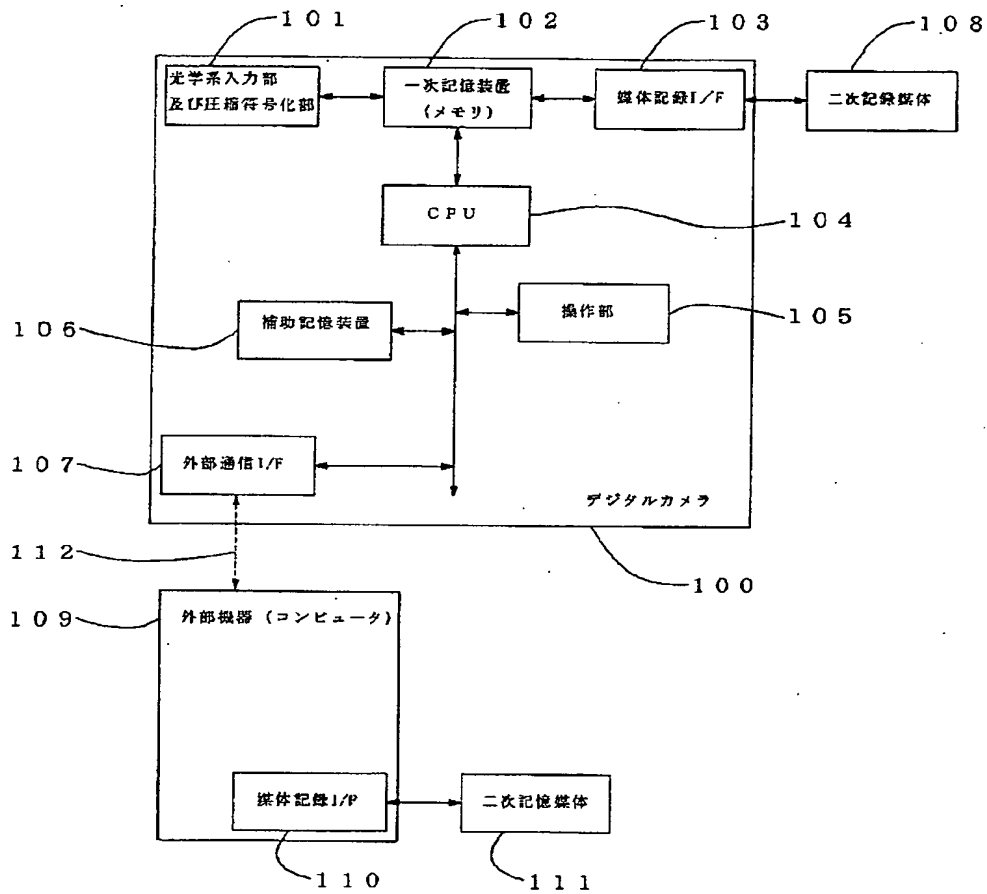 １０１
１０２
１０３
１０８
光学系入力部
及び圧縮符号化部
一次記憶装置
(メモリ)
媒体記録I/F
二次記録媒体
CPU
１０４
１０６
補助記憶装置
操作部
１０５
１０７
外部通信I/F
デジタルカメラ
１１２
１００
１０９
外部機器(コンピュータ)
媒体記録I/F
二次記憶媒体
１１０
１１１